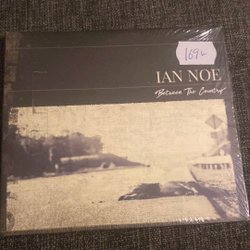 169:-
IAN NOE
Between The Country